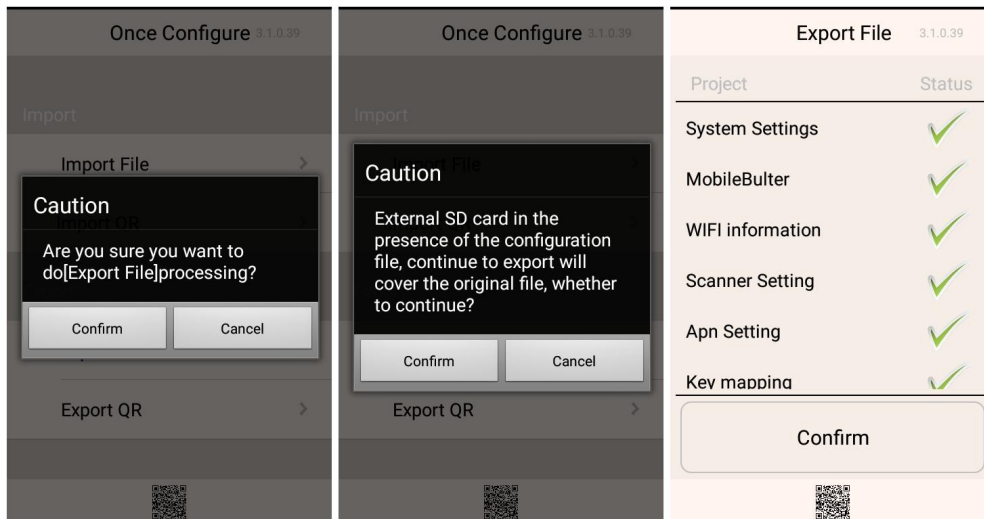 Once Configure 3.1.0.39
Import
Import File
Import QR
Caution
Are you sure you want to
do[Export File]processing?
Confirm Cancel
Export QR
Once Configure 3.1.0.39
Import
Import File
Caution
External SD card in the
presence of the configuration
file, continue to export will
cover the original file, whether
to continue?
Confirm Cancel
Export QR
Export File 3.1.0.39
Project Status
System Settings
MobileBulter
WIFI information
Scanner Setting
Apn Setting
Key mapping
Confirm